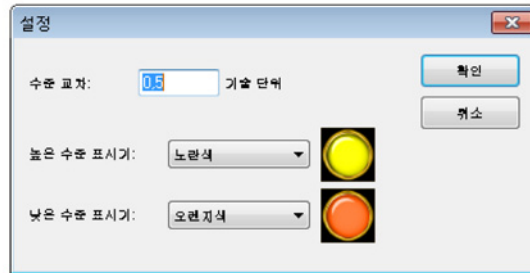 설정
수준 교차: 0,5 기술 단위
확인
취소
높은 수준 표시기: 노란색
낮은 수준 표시기: 오렌지색